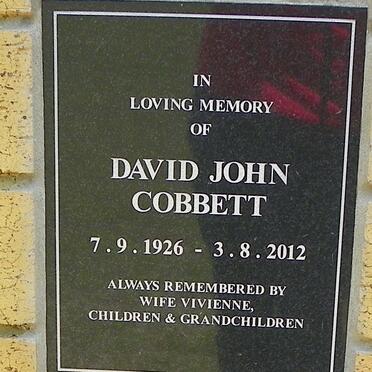 IN
LOVING MEMORY
OF
DAVID JOHN
COBBETT
7.9.1926 - 3.8.2012
ALWAYS REMEMBERED BY
WIFE VIVIENNE,
CHILDREN & GRANDCHILDREN